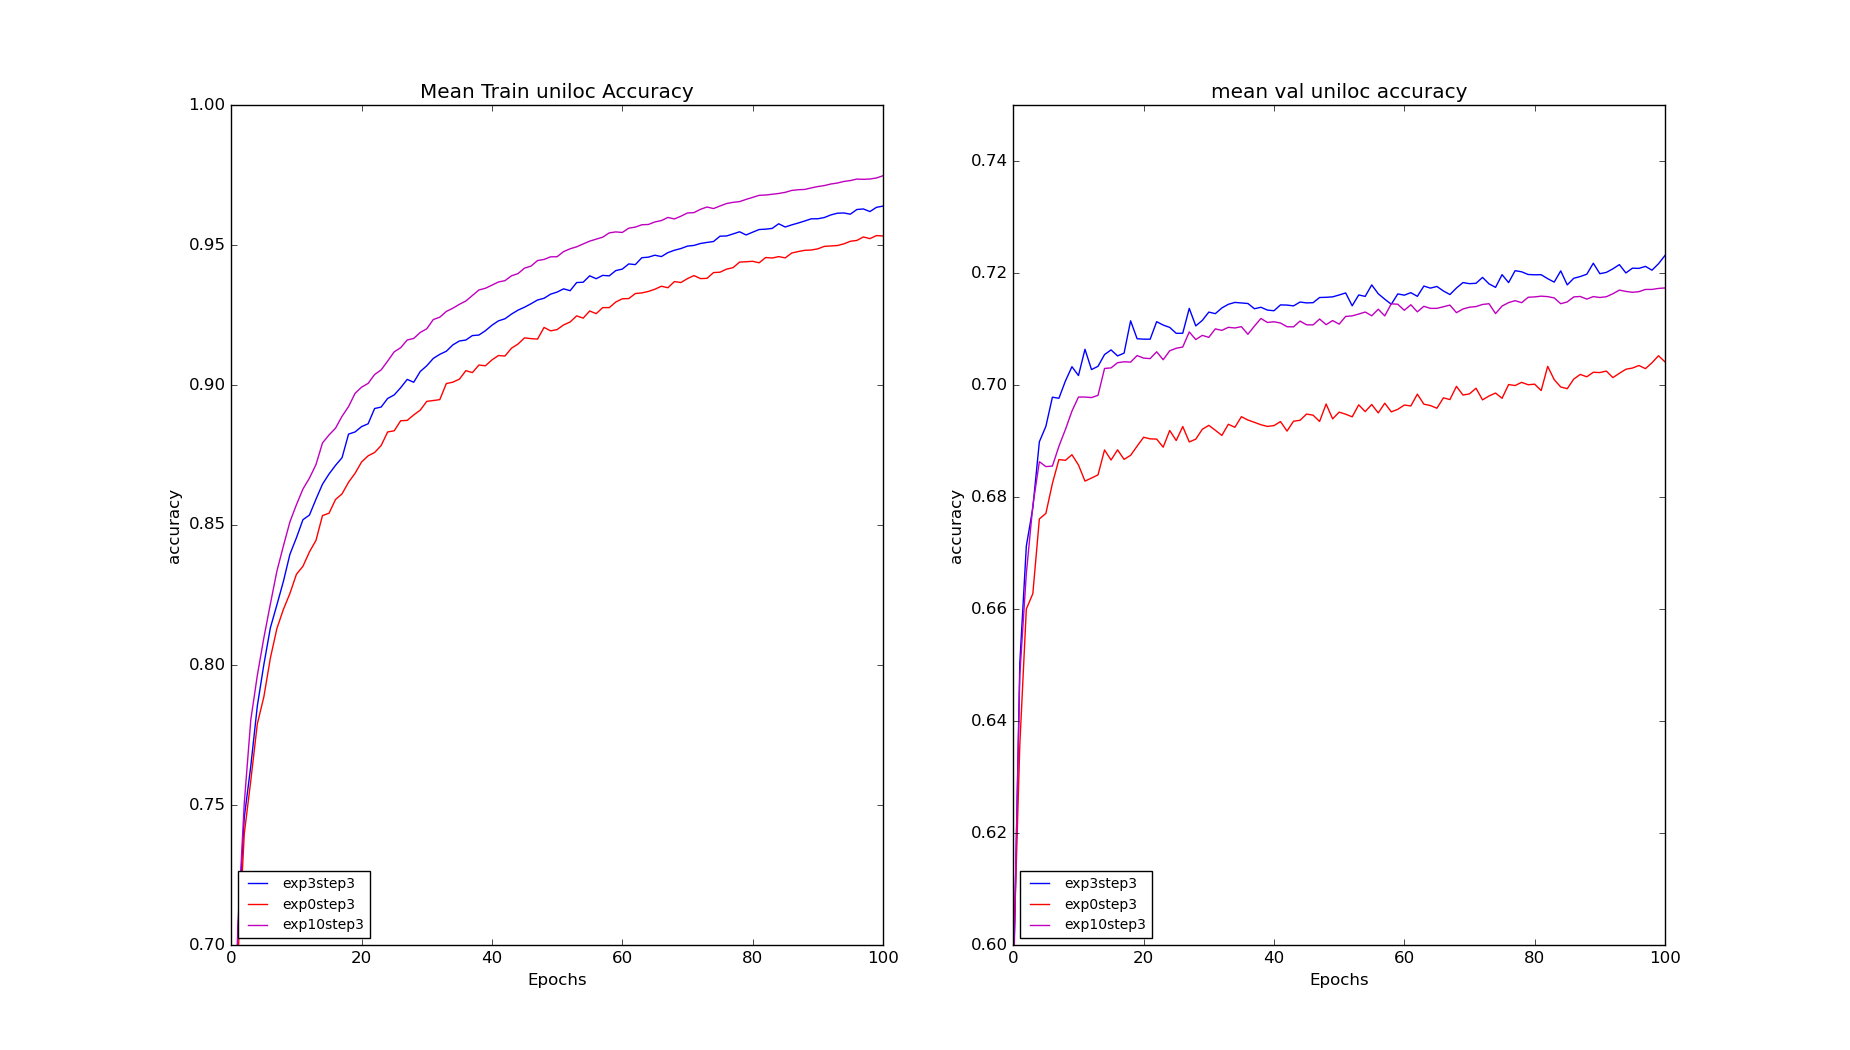 Mean Train uniloc Accuracy
1.00
0.95
0.90
0.85
0.80
0.75
0.70
accuracy
exp3step3
exp0step3
exp10step3
0 20 40 60 80 100
Epochs
mean val uniloc accuracy
0.74
0.72
0.70
0.68
0.66
0.64
0.62
0.60
accuracy
exp3step3
exp0step3
exp10step3
0 20 40 60 80 100
Epochs